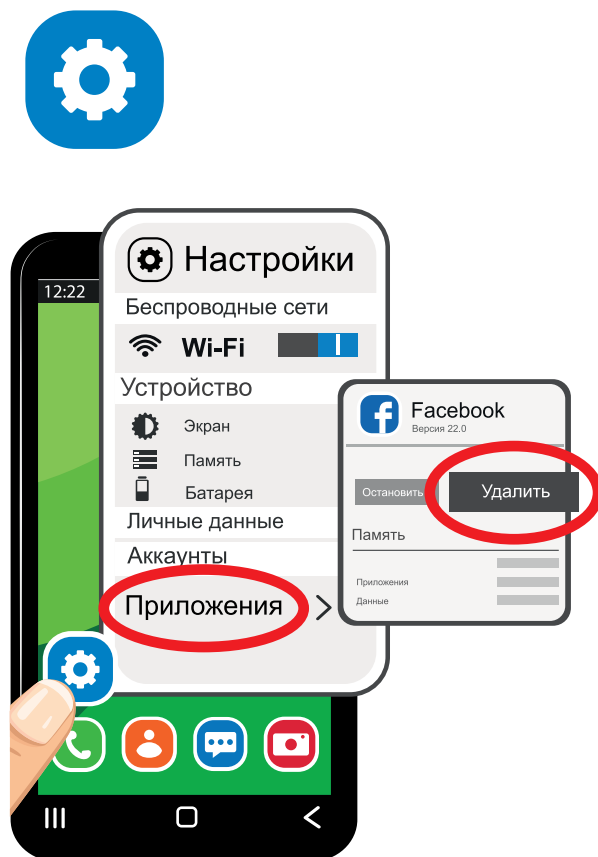 12:22
Настройки
Беспроводные сети
Wi-Fi
Устройство
Экран
Память
Батарея
Личные данные
Аккаунты
Приложения
Facebook
Версия 22.0
Остановить
Удалить
Память
Приложения
Данные